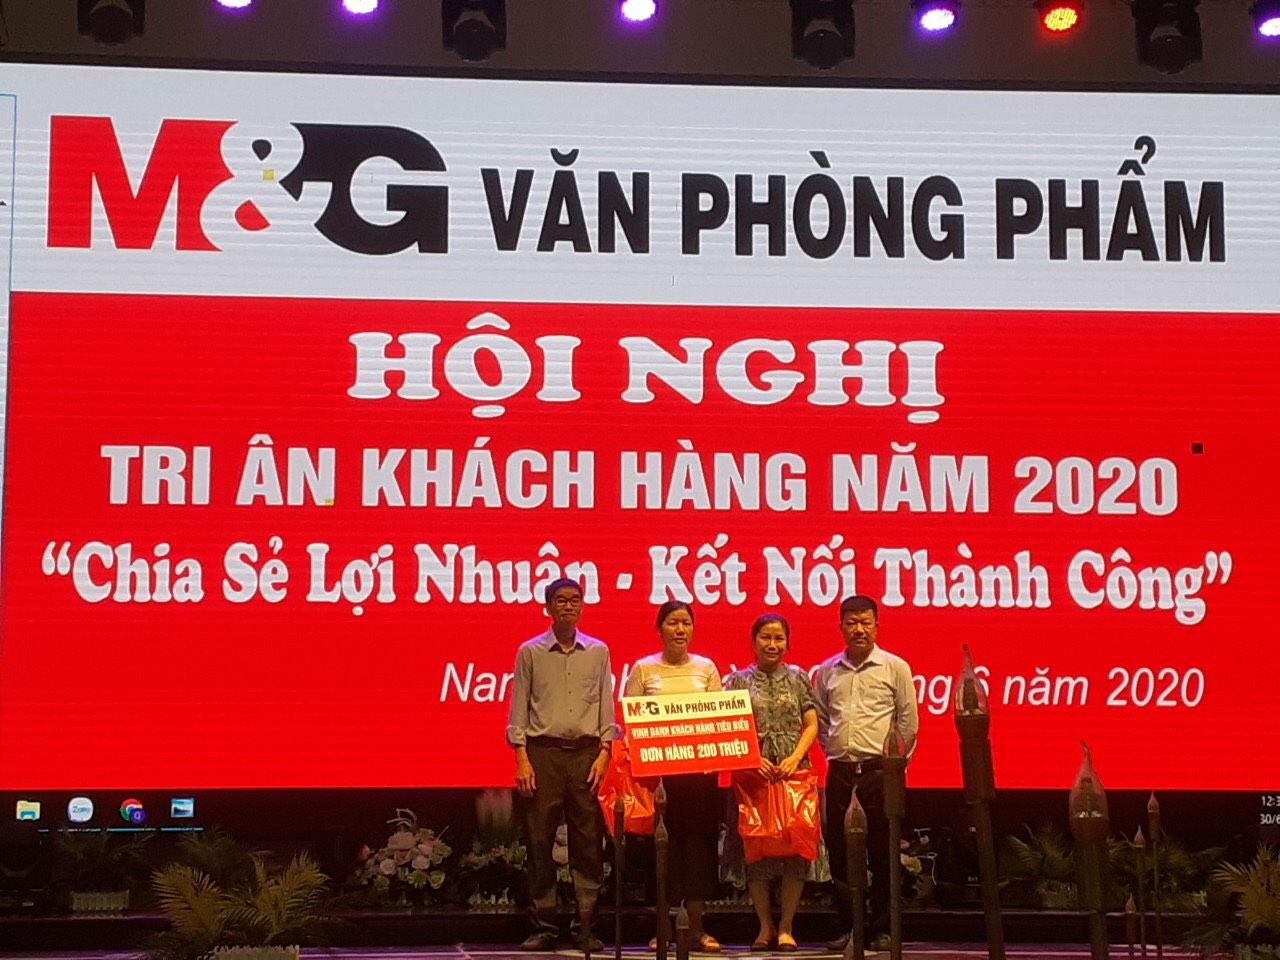 M&G VĂN PHÒNG PHẨM
HỘI NGHỊ
TRI ÂN KHÁCH HÀNG NĂM 2020
“Chia Sẻ Lợi Nhuận - Kết Nối Thành Công”
năm 2020
M&G VĂN PHÒNG PHẨM
VINH DANH KHÁCH HÀNG TIÊU BIỂU
ĐƠN HÀNG 200 TRIỆU
Zalo